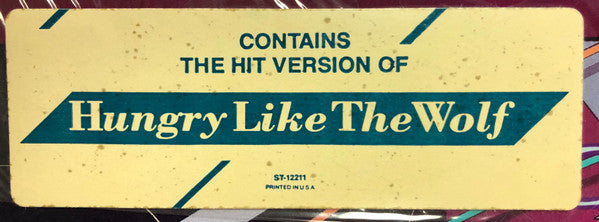 CONTAINS
THE HIT VERSION OF
Hungry Like The Wolf
ST-12211
PRINTED IN U.S.A.